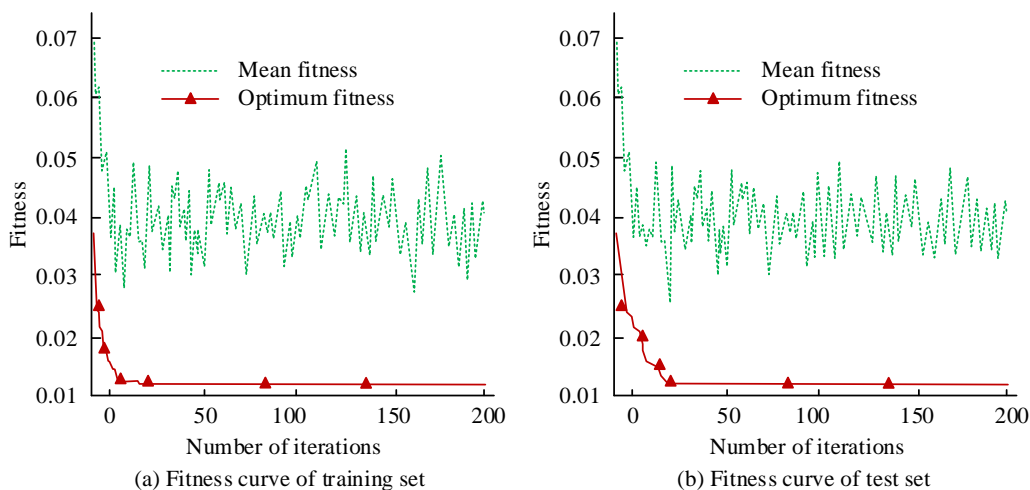 0.07
0.06
0.05
0.04
0.03
0.02
0.01
Fitness
Mean fitness
Optimum fitness
0
50
100
150
200
Number of iterations
(a) Fitness curve of training set
0.07
0.06
0.05
0.04
0.03
0.02
0.01
Fitness
Mean fitness
Optimum fitness
0
50
100
150
200
Number of iterations
(b) Fitness curve of test set